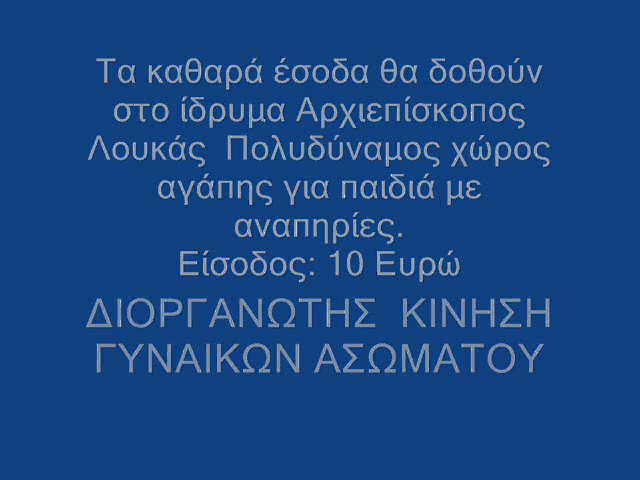 Τα καθαρά έσοδα θα δοθούν
στο ίδρυμα Αρχιεπίσκοπος
Λουκάς  Πολυδύναμος χώρος
αγάπης για παιδιά με
αναπηρίες.
Είσοδος: 10 Ευρώ
ΔΙΟΡΓΑΝΩΤΗΣ  ΚΙΝΗΣΗ
ΓΥΝΑΙΚΩΝ ΑΣΩΜΑΤΟΥ